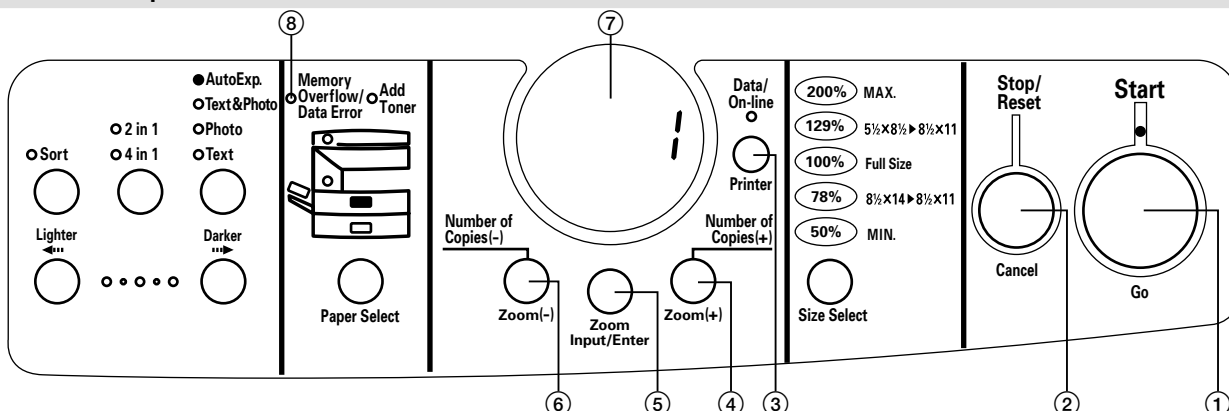 ⑧
⑦
AutoExp.
Text&Photo
Photo
Text
2 in 1
4 in 1
Sort
Lighter
Darker
Memory
Overflow/
Data Error
Add
Toner
Paper Select
1
Number of
Copies(-)
Zoom(-)
Zoom
Input/Enter
Number of
Copies(+)
Zoom(+)
Data/
On-line
Printer
200% MAX.
129% 5½×8½▶8½×11
100% Full Size
78% 8½×14▶8½×11
50% MIN.
Size Select
Stop/
Reset
Cancel
Start
Go
⑥
⑤
④
③
②
①